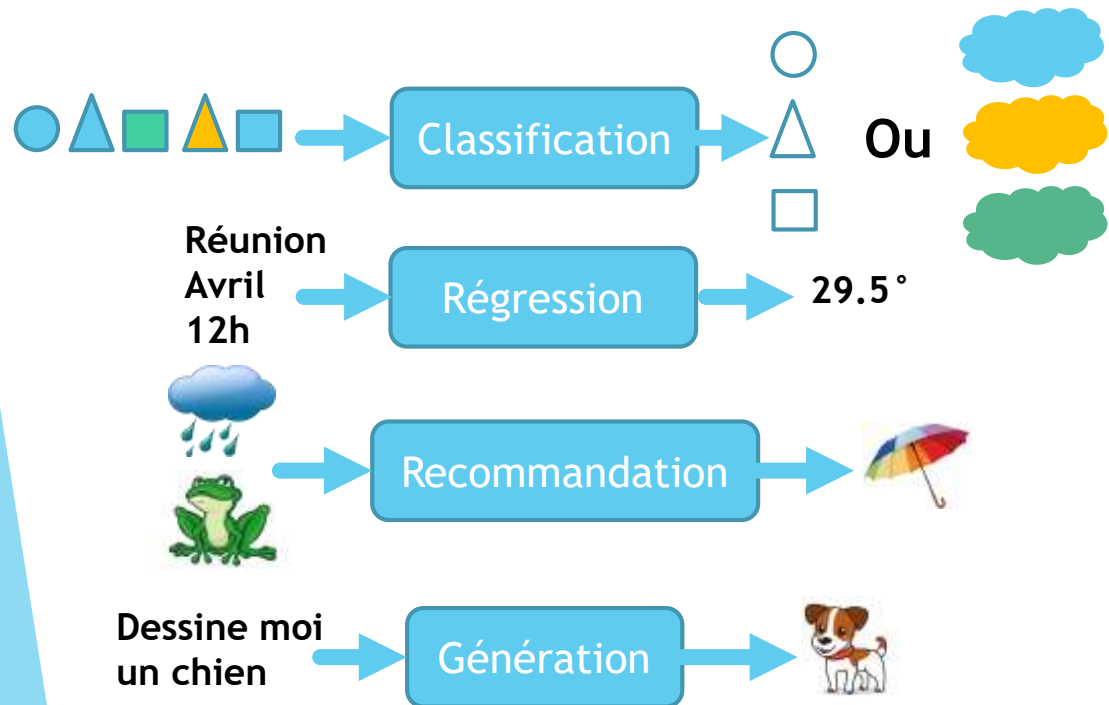 Classification
Ou
Réunion
Avril
12h
Régression
29.5°
Recommandation
Dessine moi
un chien
Génération